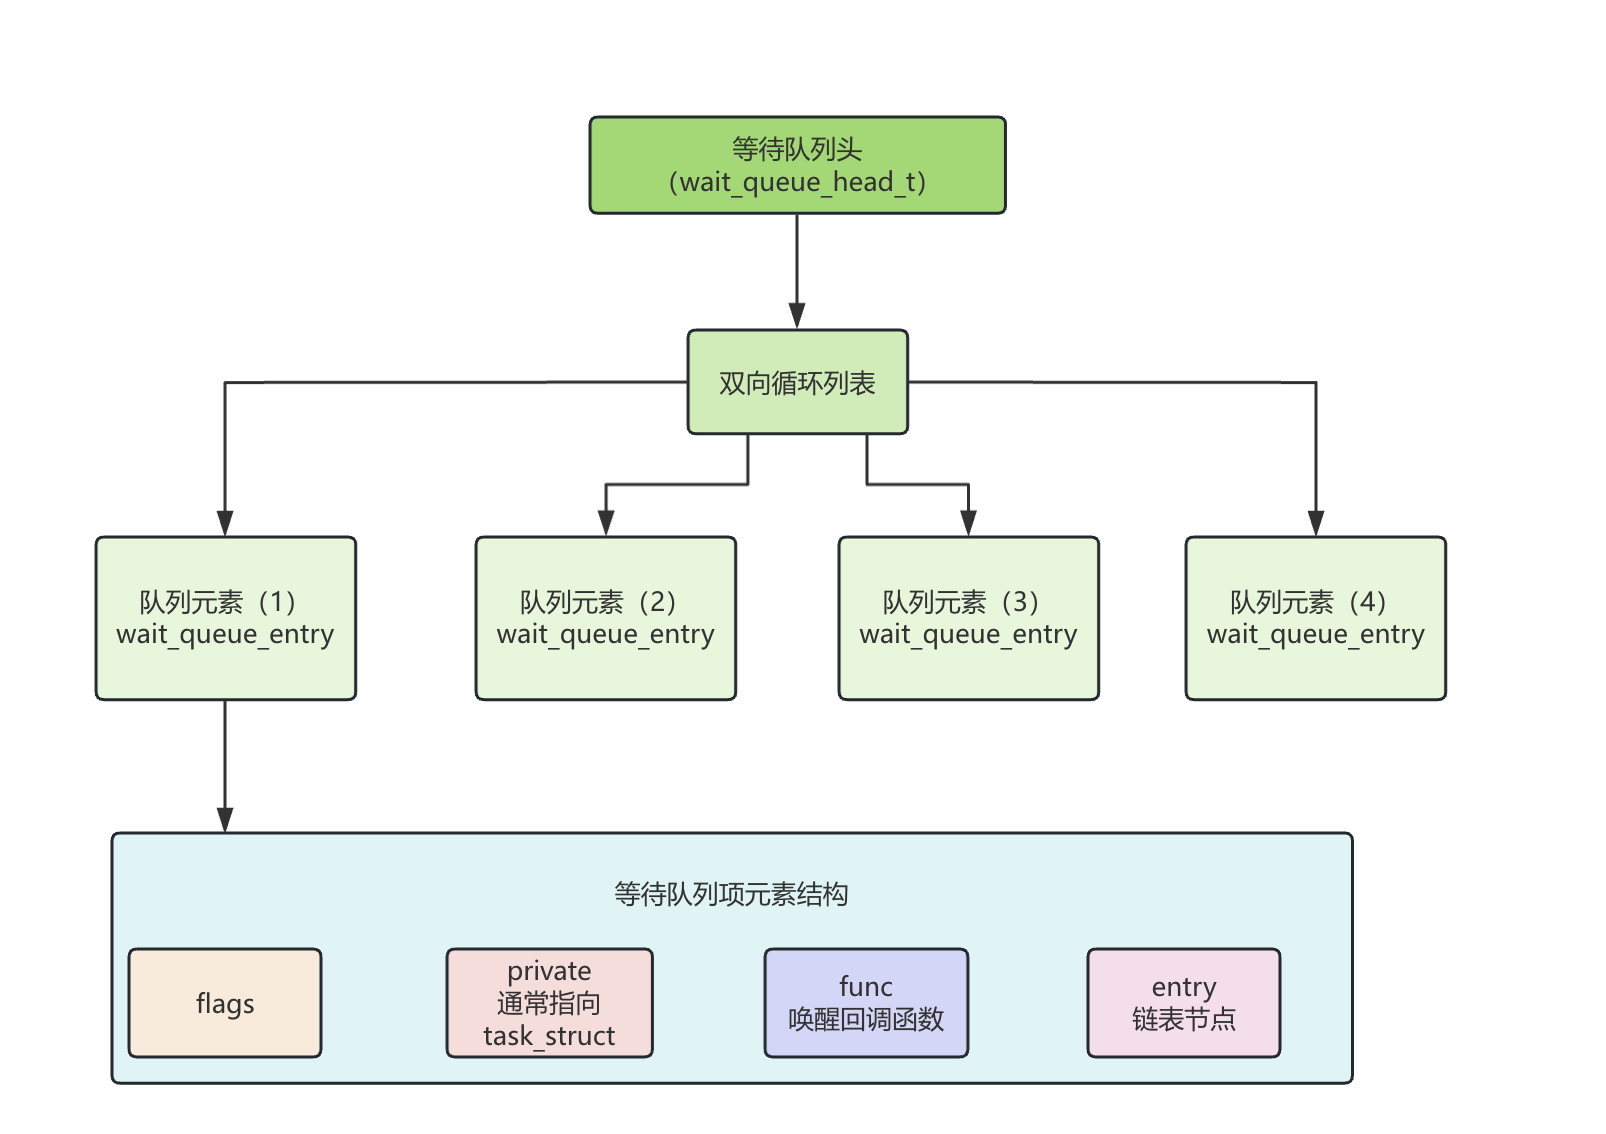 等待队列头
（wait_queue_head_t）
双向循环列表
队列元素（1）
wait_queue_entry
队列元素（2）
wait_queue_entry
队列元素（3）
wait_queue_entry
队列元素（4）
wait_queue_entry
等待队列项元素结构
flags
private
通常指向
task_struct
func
唤醒回调函数
entry
链表节点